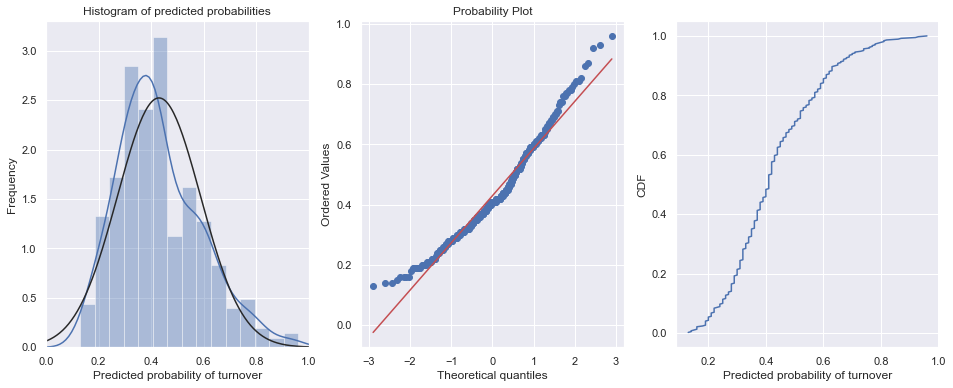 Histogram of predicted probabilities
Frequency
3.0
2.5
2.0
1.5
1.0
0.5
0.0
0.0 0.2 0.4 0.6 0.8 1.0
Predicted probability of turnover
Probability Plot
Ordered Values
1.0
0.8
0.6
0.4
0.2
0.0
−3 −2 −1 0 1 2 3
Theoretical quantiles
CDF
1.0
0.8
0.6
0.4
0.2
0.0
0.2 0.4 0.6 0.8 1.0
Predicted probability of turnover